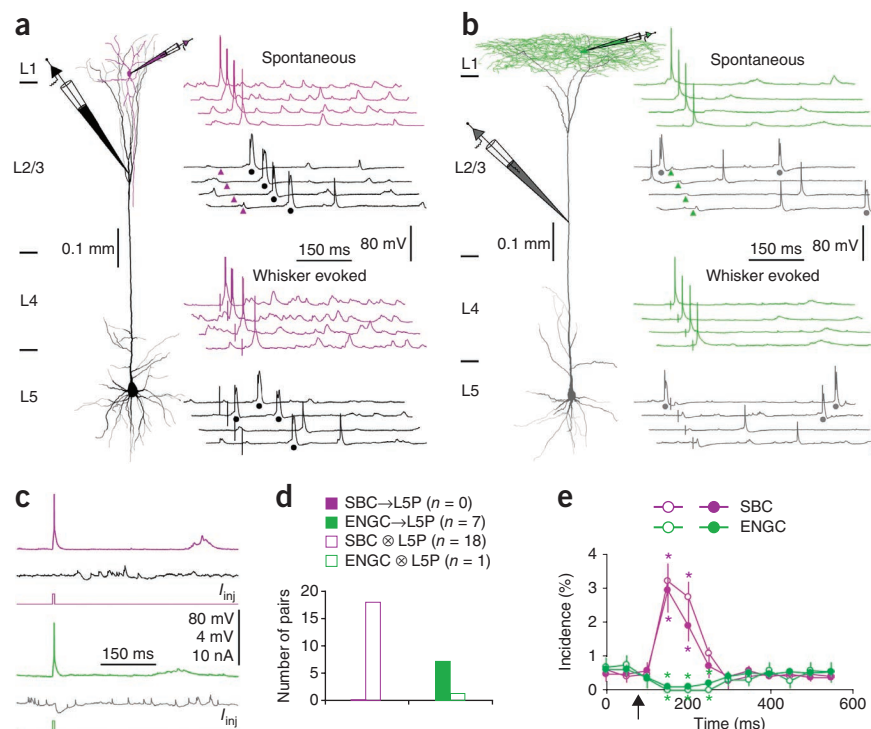 a
L1
L2/3
L4
L5
0.1 mm
Spontaneous
150 ms
80 mV
Whisker evoked
b
L1
L2/3
L4
L5
0.1 mm
Spontaneous
150 ms
80 mV
Whisker evoked
c
I inj
80 mV
4 mV
10 nA
150 ms
I inj
d
SBC→L5P (n = 0)
ENGC→L5P (n = 7)
SBC ⊗ L5P (n = 18)
ENGC ⊗ L5P (n = 1)
Number of pairs
20
15
10
5
0
e
SBC
ENGC
Incidence (%)
4
3
2
1
0
* * * * * * * *
0 200 400 600
Time (ms)